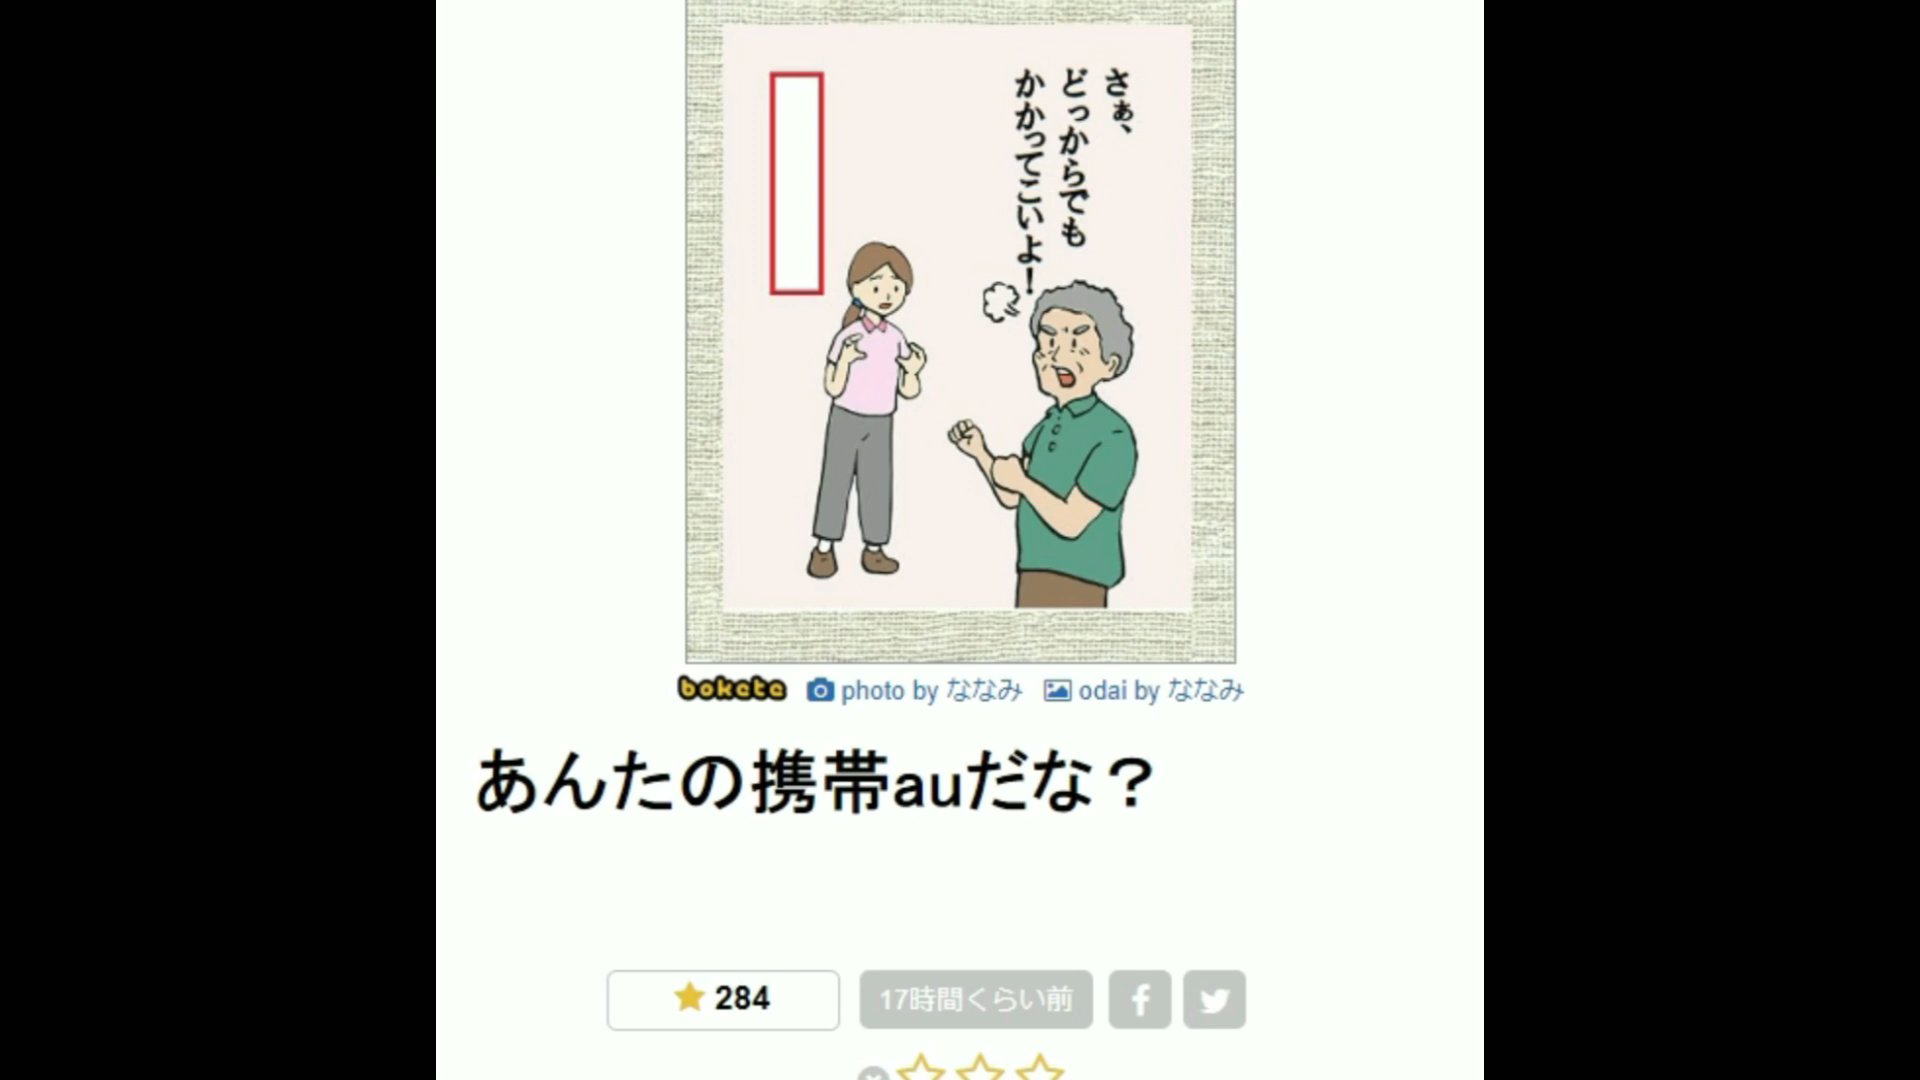 さぁ、
どっからでも
かかってこいよ！
bokete photo by ななみ odai by ななみ
あんたの携帯auだな？
284 17時間くらい前